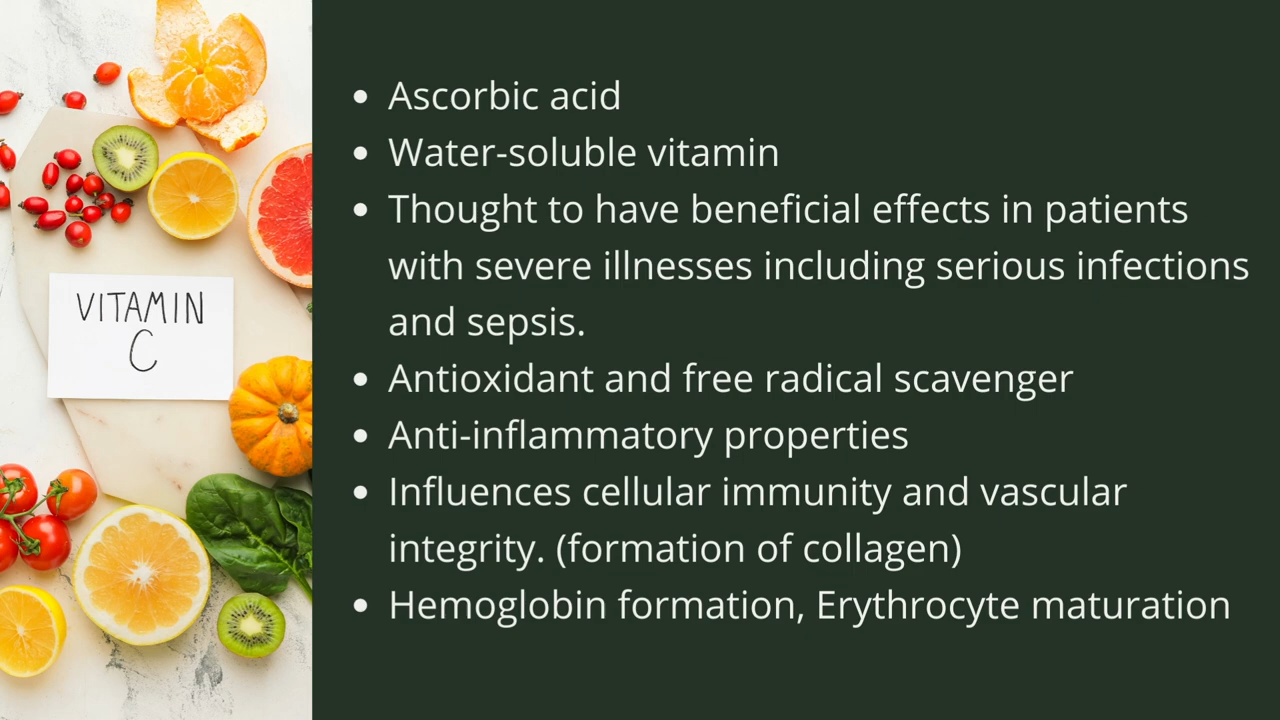 VITAMIN
C
• Ascorbic acid
• Water-soluble vitamin
• Thought to have beneficial effects in patients
with severe illnesses including serious infections
and sepsis.
• Antioxidant and free radical scavenger
• Anti-inflammatory properties
• Influences cellular immunity and vascular
integrity. (formation of collagen)
• Hemoglobin formation, Erythrocyte maturation